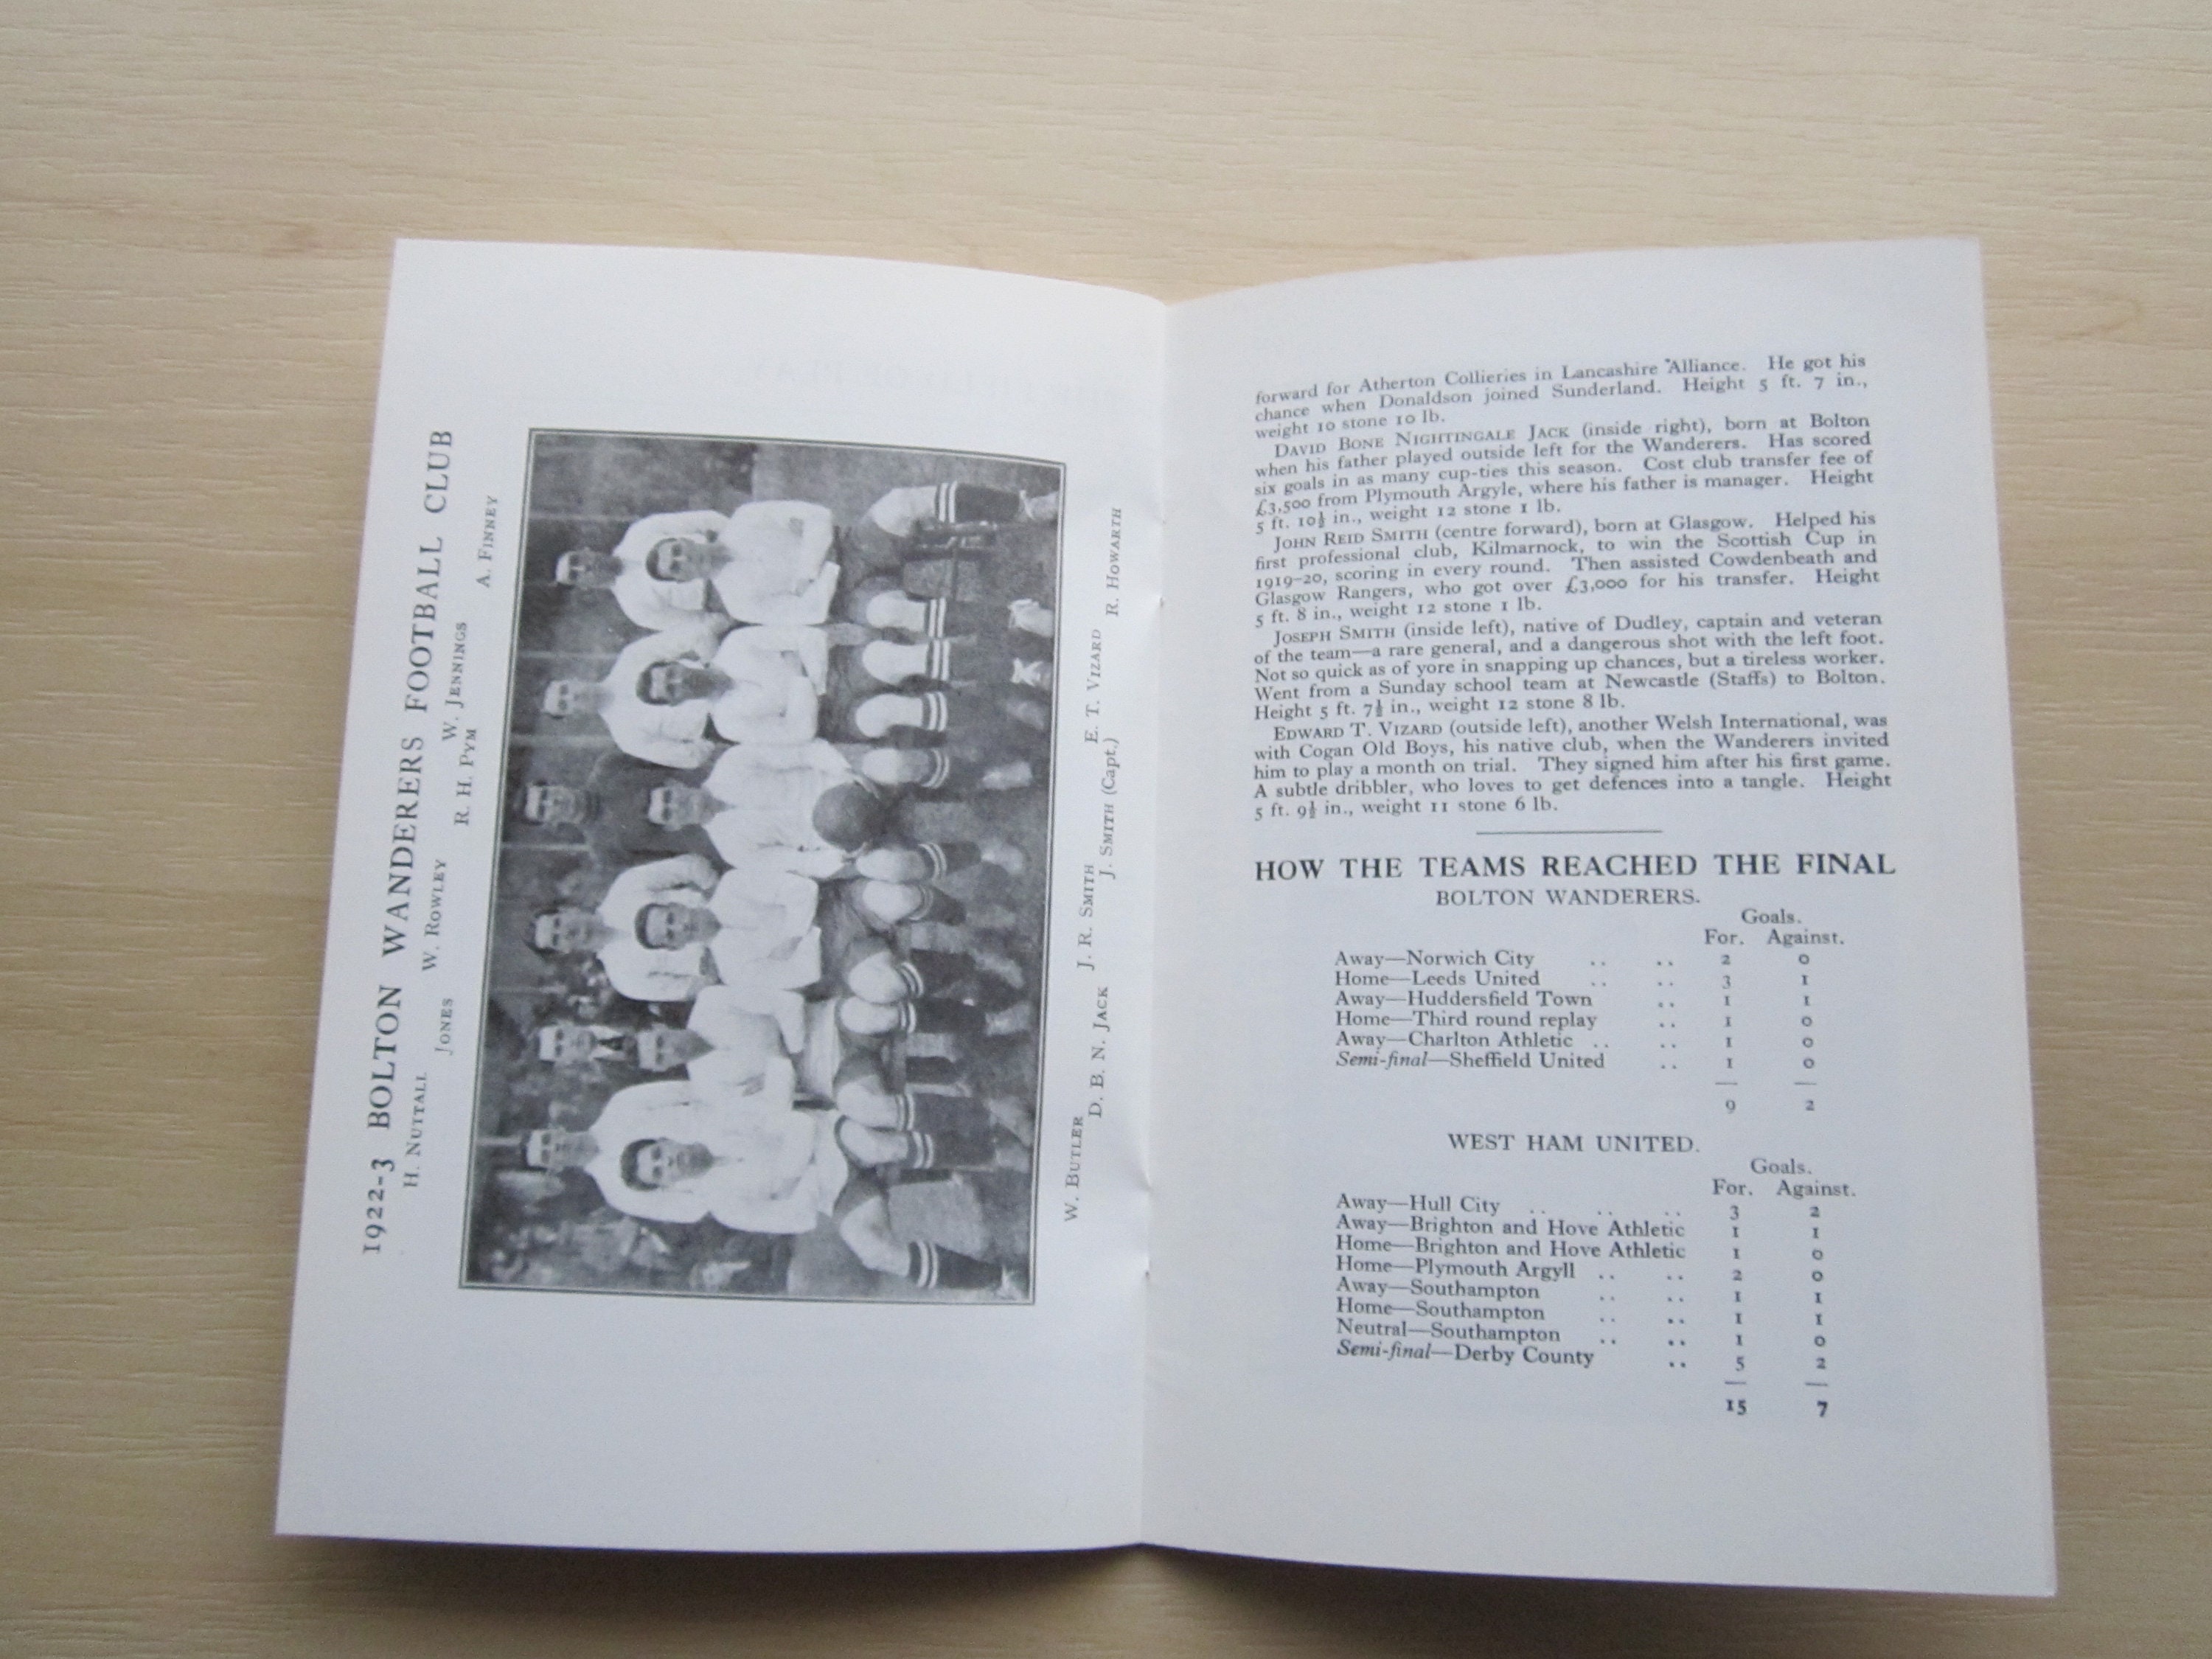 1922-3 BOLTON WANDERERS FOOTBALL CLUB
H. NUTALL JONES W. ROWLEY R. H. PYM W. JENNINGS A. FINNEY
W. BUTLER D. B. N. JACK J. R. SMITH J. SMITH (Capt.) E. T. VIZARD R. HOWARTH
forward for Atherton Collieries in Lancashire Alliance. He got his
chance when Donaldson joined Sunderland. Height 5 ft. 7 in.,
weight 10 stone 10 lb.
DAVID BONE NIGHTINGALE JACK (inside right), born at Bolton
when his father played outside left for the Wanderers. Has scored
six goals in as many cup-ties this season. Cost club transfer fee of
£3,500 from Plymouth Argyle, where his father is manager. Height
5 ft. 10½ in., weight 12 stone 1 lb.
JOHN REID SMITH (centre forward), born at Glasgow. Helped his
first professional club, Kilmarnock, to win the Scottish Cup in
1919-20, scoring in every round. Then assisted Cowdenbeath and
Glasgow Rangers, who got over £3,000 for his transfer. Height
5 ft. 8 in., weight 12 stone 1 lb.
JOSEPH SMITH (inside left), native of Dudley, captain and veteran
of the team—a rare general, and a dangerous shot with the left foot.
Not so quick as of yore in snapping up chances, but a tireless worker.
Went from a Sunday school team at Newcastle (Staffs) to Bolton.
Height 5 ft. 7½ in., weight 12 stone 8 lb.
EDWARD T. VIZARD (outside left), another Welsh International, was
with Cogan Old Boys, his native club, when the Wanderers invited
him to play a month on trial. They signed him after his first game.
A subtle dribbler, who loves to get defences into a tangle. Height
5 ft. 9½ in., weight 11 stone 6 lb.
HOW THE TEAMS REACHED THE FINAL
BOLTON WANDERERS.
Goals.
For. Against.
Away—Norwich City .. .. 2 0
Home—Leeds United .. .. 3 1
Away—Huddersfield Town .. 1 1
Home—Third round replay .. 1 0
Away—Charlton Athletic .. .. 1 0
Semi-final—Sheffield United .. 1 0
9 2
WEST HAM UNITED.
Goals.
For. Against.
Away—Hull City .. .. .. 3 2
Away—Brighton and Hove Athletic 1 1
Home—Brighton and Hove Athletic 1 0
Home—Plymouth Argyll .. .. 2 0
Away—Southampton .. .. 1 1
Home—Southampton .. .. 1 1
Neutral—Southampton .. .. 1 0
Semi-final—Derby County .. 5 2
15 7